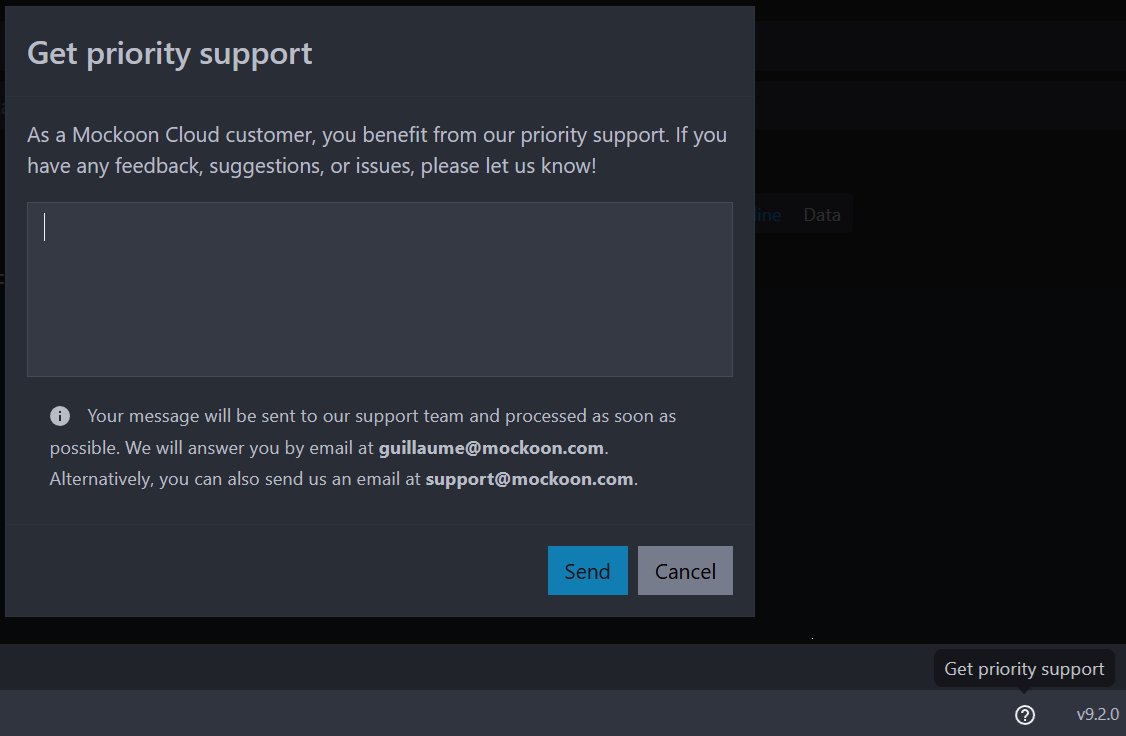 Get priority support
As a Mockoon Cloud customer, you benefit from our priority support. If you
have any feedback, suggestions, or issues, please let us know!
ine Data
Your message will be sent to our support team and processed as soon as
possible. We will answer you by email at guillaume@mockoon.com.
Alternatively, you can also send us an email at support@mockoon.com.
Send Cancel
Get priority support
v9.2.0